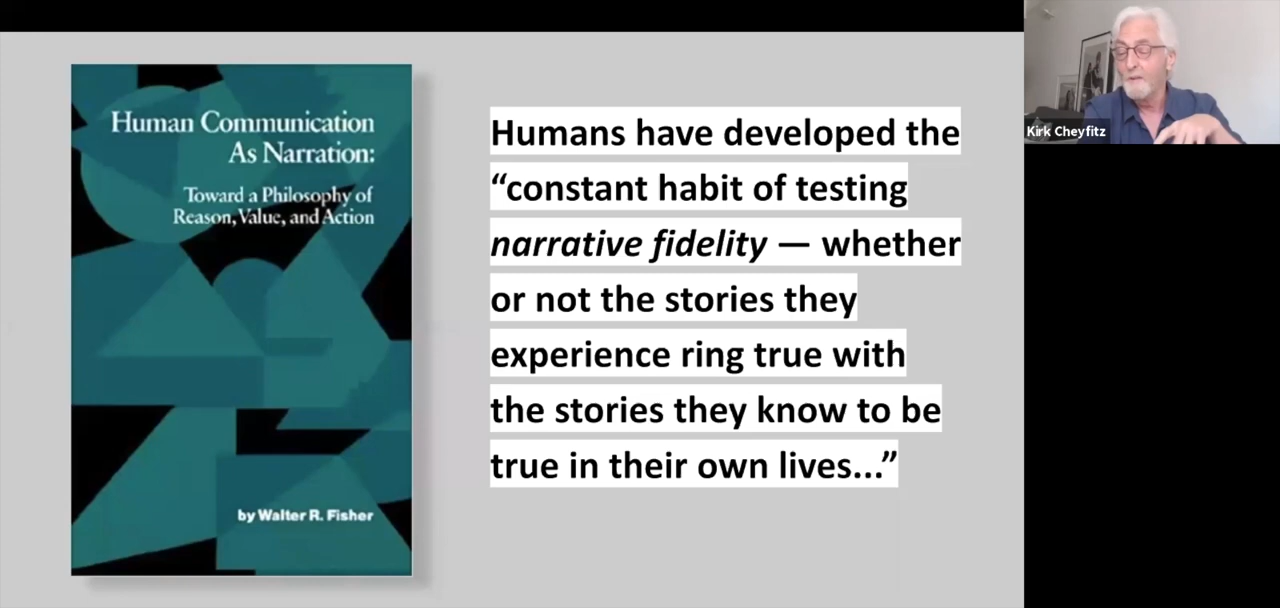 Human Communication
As Narration:
Toward a Philosophy of
Reason, Value, and Action
by Walter R. Fisher
Humans have developed the
“constant habit of testing
narrative fidelity — whether
or not the stories they
experience ring true with
the stories they know to be
true in their own lives...”
Kirk Cheyfitz